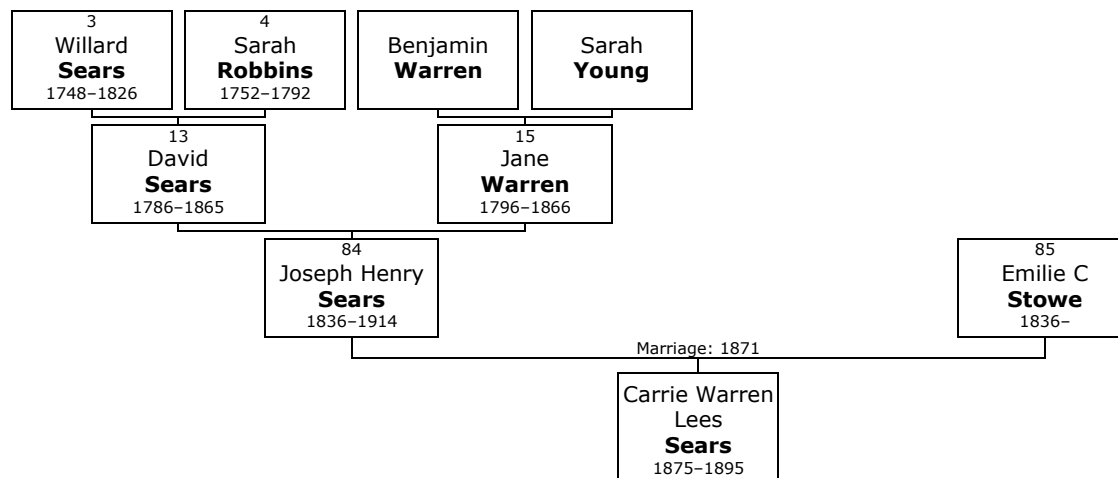 3
Willard
Sears
1748–1826
4
Sarah
Robbins
1752–1792
Benjamin
Warren
Sarah
Young
13
David
Sears
1786–1865
15
Jane
Warren
1796–1866
84
Joseph Henry
Sears
1836–1914
85
Emilie C
Stowe
1836–
Marriage: 1871
Carrie Warren
Lees
Sears
1875–1895